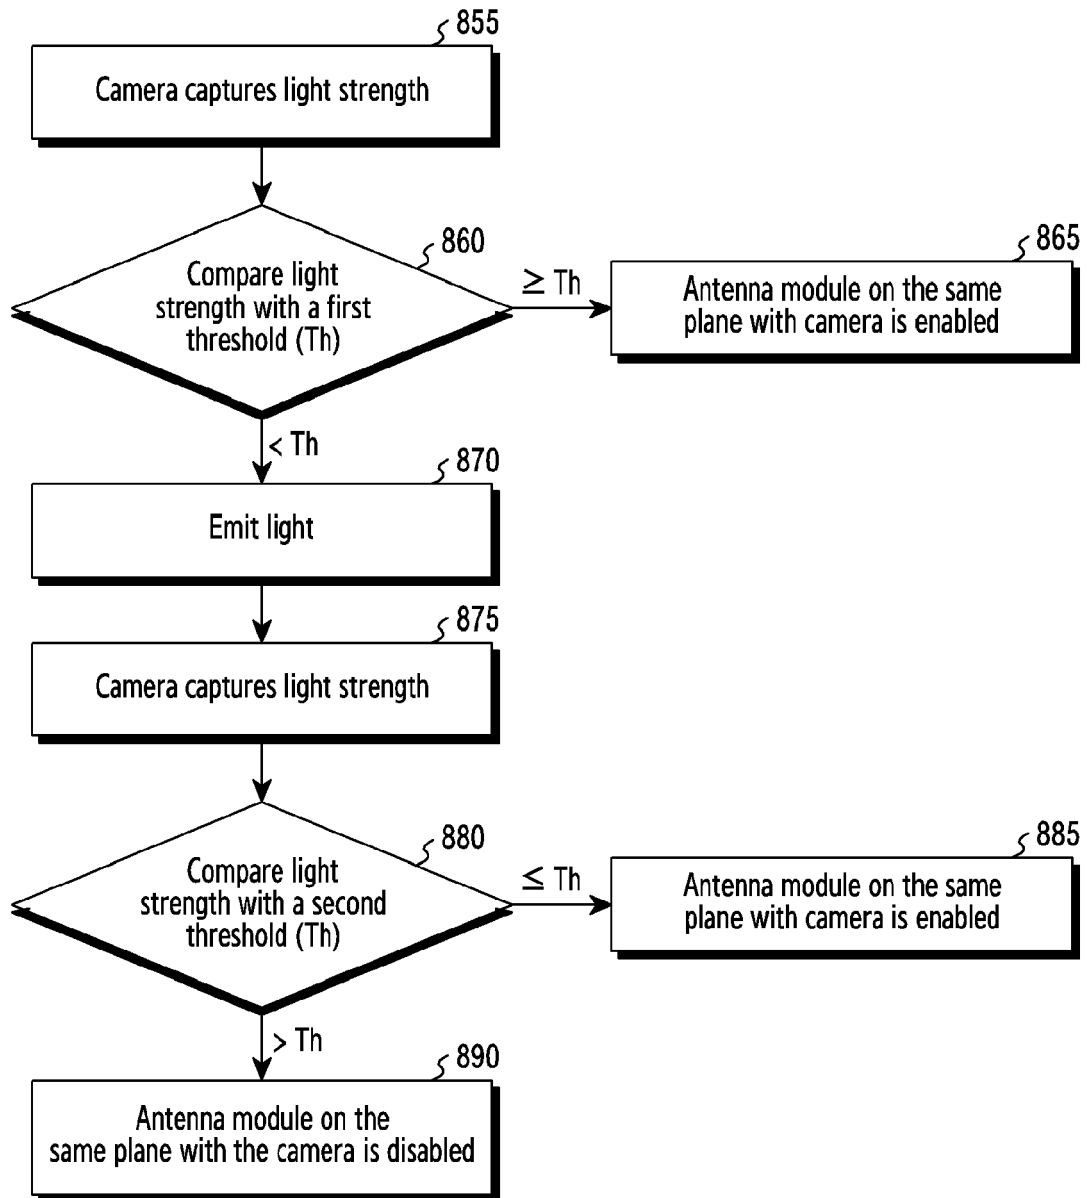 855
Camera captures light strength
860
Compare light
strength with a first
threshold (Th)
≥ Th
865
Antenna module on the same
plane with camera is enabled
< Th
870
Emit light
875
Camera captures light strength
880
Compare light
strength with a second
threshold (Th)
≤ Th
885
Antenna module on the same
plane with camera is enabled
> Th
890
Antenna module on the
same plane with the camera is disabled